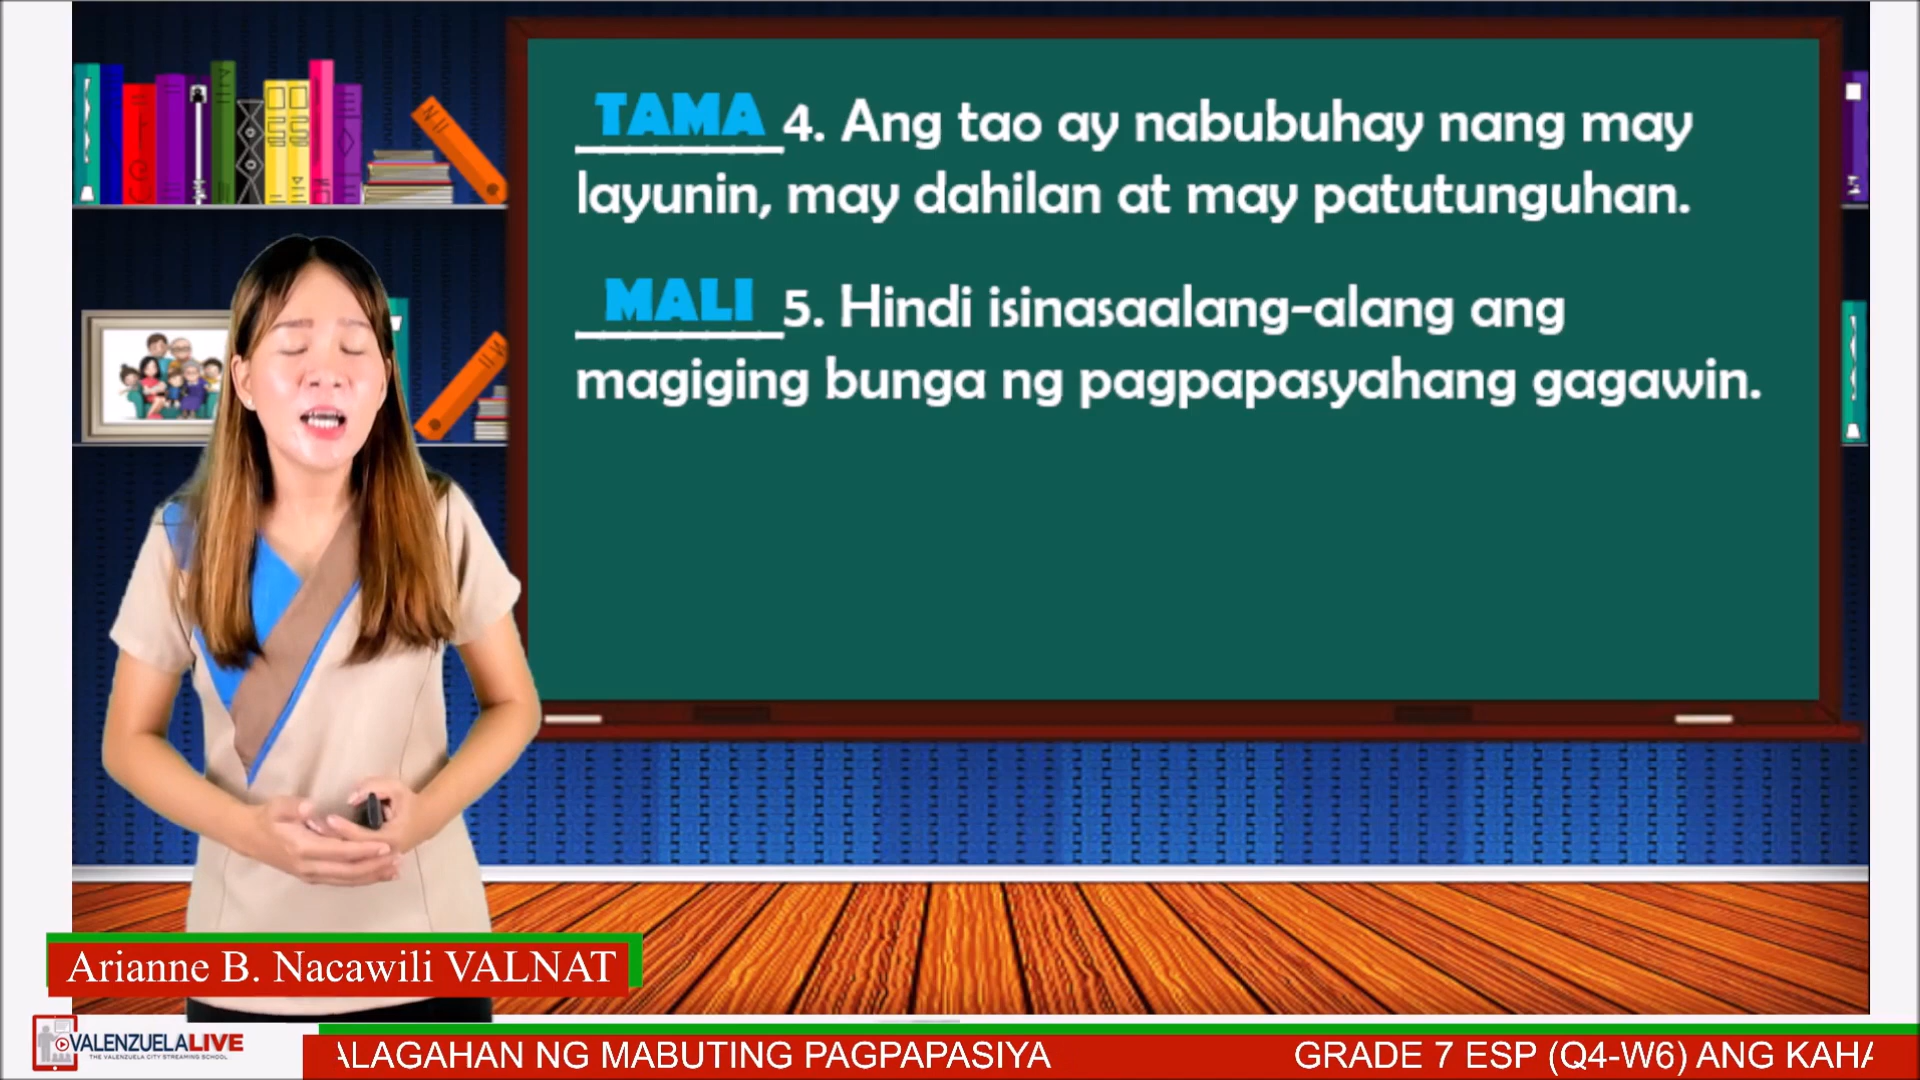 TAMA 4. Ang tao ay nabubuhay nang may
layunin, may dahilan at may patutunguhan.
MALI 5. Hindi isinasaalang-alang ang
magiging bunga ng pagpapasyahang gagawin.
Arianne B. Nacawili VALNAT
VALENZUELALIVE
THE VALENZUELA CITY STREAMING SCHOOL
ALAGAHAN NG MABUTING PAGPAPASIYA GRADE 7 ESP (Q4-W6) ANG KAHA